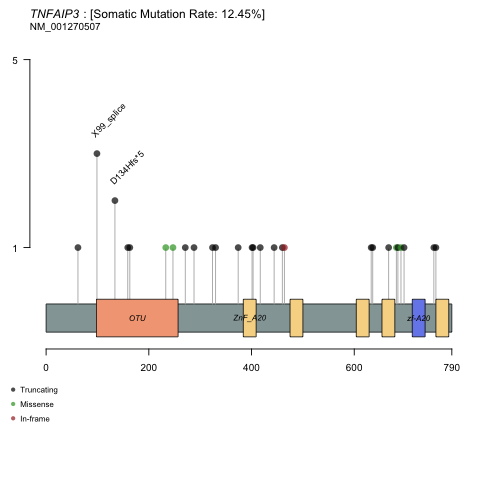 TNFAIP3 : [Somatic Mutation Rate: 12.45%]
NM_001270507
5
X99_splice
D134Hfs*5
1
OTU
ZnF_A20
zf-A20
0 200 400 600 790
Truncating
Missense
In-frame